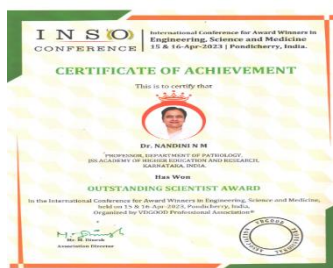 INSO
CONFERENCE
International Conference for Award Winners in
Engineering, Science and Medicine
15 & 16-Apr-2023 | Pondicherry, India.
CERTIFICATE OF ACHIEVEMENT
This is to certify that
Dr. NANDINI N M
PROFESSOR, DEPARTMENT OF PATHOLOGY,
JSS ACADEMY OF HIGHER EDUCATION AND RESEARCH,
KARNATAKA, INDIA.
Has Won
OUTSTANDING SCIENTIST AWARD
in the International Conference for Award Winners in Engineering, Science and Medicine,
held on 15 & 16-Apr-2023, Pondicherry, India,
Organized by VDGOOD Professional Association®
Convention Director
VDGOOD PROFESSIONAL ASSOCIATION